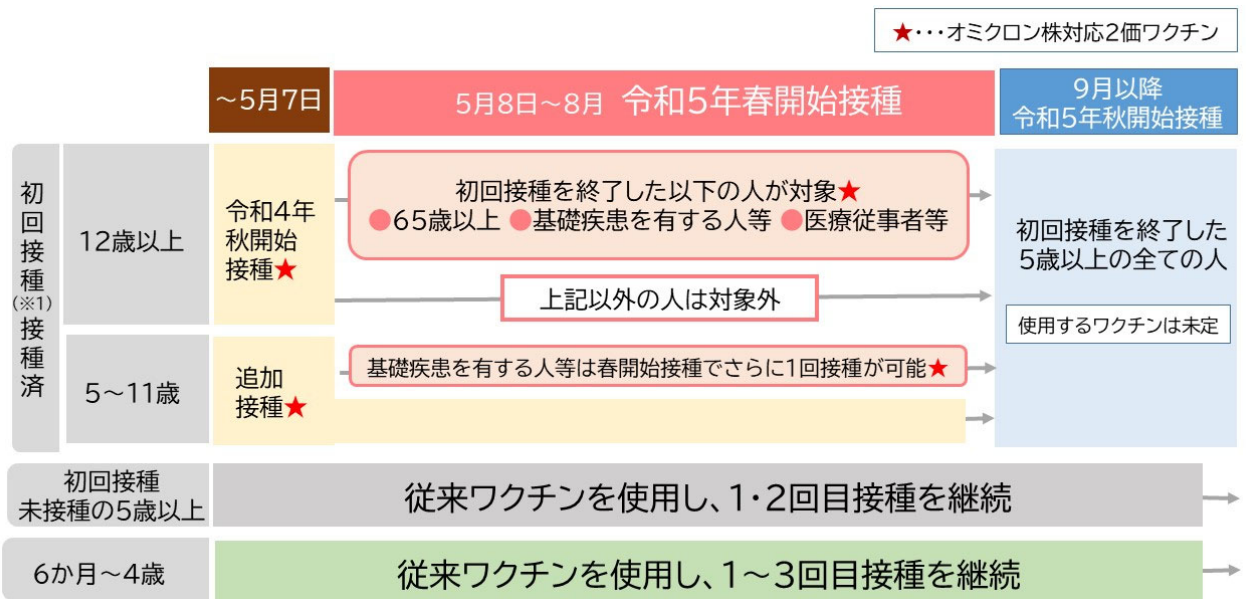 ★･･･オミクロン株対応2価ワクチン
～5月7日
5月8日～8月 令和5年春開始接種
9月以降
令和5年秋開始接種
初回接種(※1)接種済
12歳以上
令和4年
秋開始
接種★
初回接種を終了した以下の人が対象★
●65歳以上 ●基礎疾患を有する人等 ●医療従事者等
上記以外の人は対象外
初回接種を終了した
5歳以上の全ての人
使用するワクチンは未定
5～11歳
追加
接種★
基礎疾患を有する人等は春開始接種でさらに1回接種が可能★
初回接種
未接種の5歳以上
従来ワクチンを使用し、1・2回目接種を継続
6か月～4歳
従来ワクチンを使用し、1～3回目接種を継続